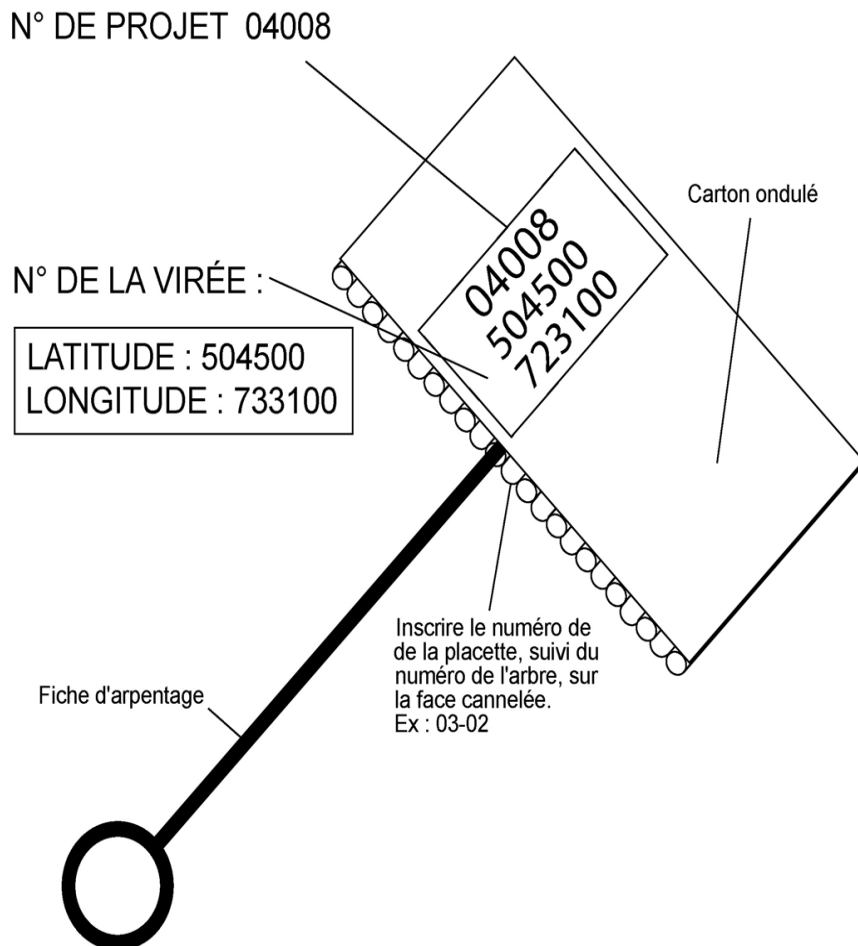 N° DE PROJET 04008
Carton ondulé
04008
504500
723100
N° DE LA VIRÉE :
LATITUDE : 504500
LONGITUDE : 733100
Inscrire le numéro de
de la placette, suivi du
numéro de l'arbre, sur
la face cannelée.
Ex : 03-02
Fiche d'arpentage